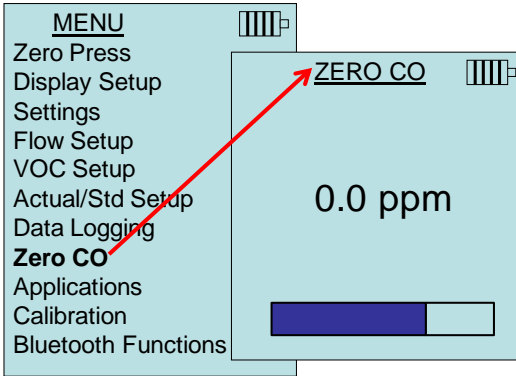 MENU
Zero Press
Display Setup
Settings
Flow Setup
VOC Setup
Actual/Std Setup
Data Logging
Zero CO
Applications
Calibration
Bluetooth Functions
ZERO CO
0.0 ppm